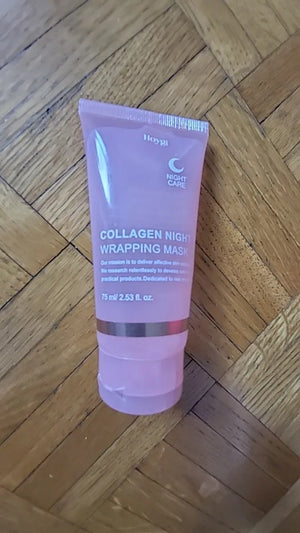 Hoygi
NIGHT
CARE
COLLAGEN NIGHT
WRAPPING MASK
Our mission is to deliver effective skin
We research relentlessly to develop
practical products. Dedicated to
75 ml/ 2.53 fl. oz.